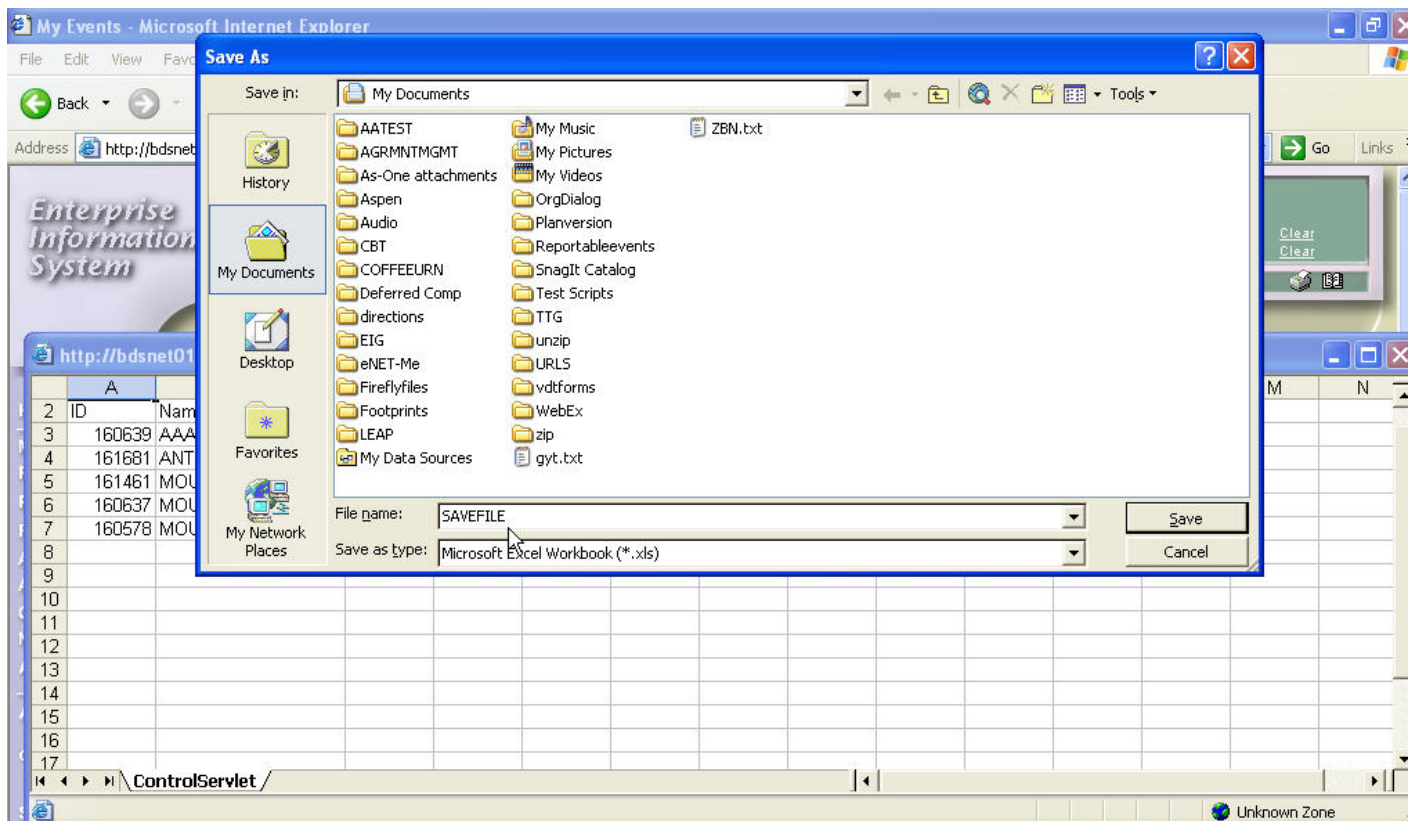 My Events - Microsoft Internet Explorer
File Edit View
Save As
Back
Save in: My Documents Tools
Address http://bdsnet Go Links
Enterprise
Information
System
History
My Documents
Desktop
Favorites
My Network
Places
AATEST
AGRMNTMGMT
As-One attachments
Aspen
Audio
CBT
COFFEEURN
Deferred Comp
directions
EIG
eNET-Me
Fireflyfiles
Footprints
LEAP
My Data Sources
My Music
My Pictures
My Videos
OrgDialog
Planversion
Reportableevents
SnagIt Catalog
Test Scripts
TTG
unzip
URLS
vdtforms
WebEx
zip
gyt.txt
ZBN.txt
File name: SAVEFILE Save
Save as type: Microsoft Excel Workbook (*.xls) Cancel
Clear
Clear
http://bdsnet01
A M N
2 ID Nam
3 160639 AAA
4 161681 ANT
5 161461 MOU
6 160637 MOU
7 160578 MOU
8
9
10
11
12
13
14
15
16
17
ControlServlet
Unknown Zone